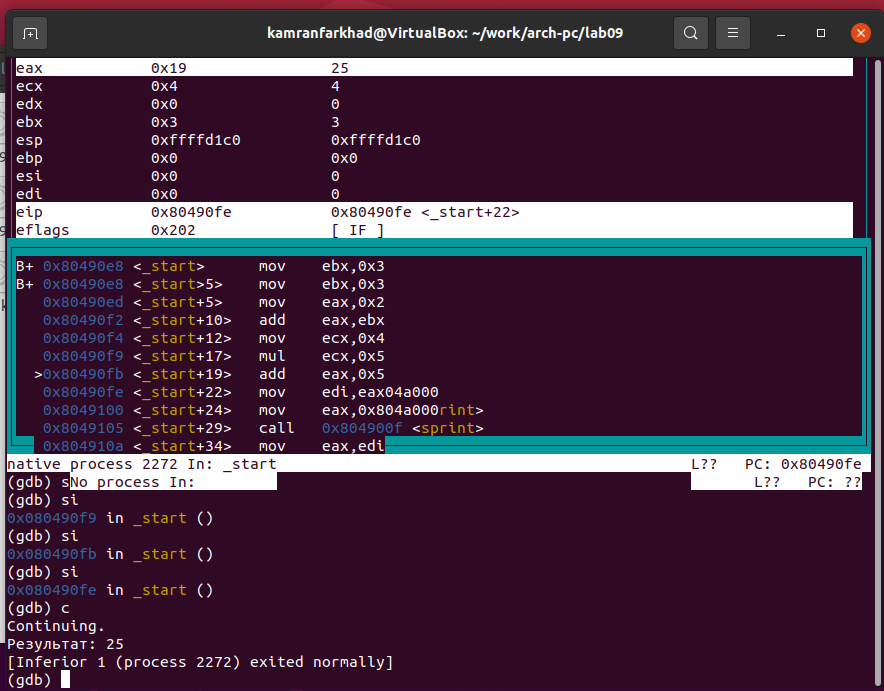 kamranfarkhad@VirtualBox: ~/work/arch-pc/lab09
eax 0x19 25
ecx 0x4 4
edx 0x0 0
ebx 0x3 3
esp 0xffffd1c0 0xffffd1c0
ebp 0x0 0x0
esi 0x0 0
edi 0x0 0
eip 0x80490fe 0x80490fe <_start+22>
eflags 0x202 [ IF ]
B+ 0x80490e8 <_start> mov ebx,0x3
B+ 0x80490e8 <_start>5> mov ebx,0x3
0x80490ed <_start+5> mov eax,0x2
0x80490f2 <_start+10> add eax,ebx
0x80490f4 <_start+12> mov ecx,0x4
0x80490f9 <_start+17> mul ecx,0x5
>0x80490fb <_start+19> add eax,0x5
0x80490fe <_start+22> mov edi,eax04a000
0x8049100 <_start+24> mov eax,0x804a000rint>
0x8049105 <_start+29> call 0x804900f <sprint>
0x804910a <_start+34> mov eax,edi
native process 2272 In: _start L?? PC: 0x80490fe
(gdb) sNo process In: L?? PC: ??
(gdb) si
0x080490f9 in _start ()
(gdb) si
0x080490fb in _start ()
(gdb) si
0x080490fe in _start ()
(gdb) c
Continuing.
Результат: 25
[Inferior 1 (process 2272) exited normally]
(gdb)